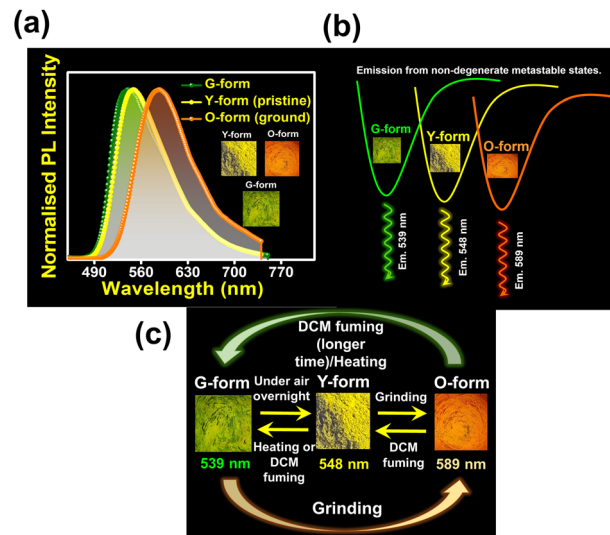 (a)
Normalised PL Intensity
G-form
Y-form (pristine)
O-form (ground)
Y-form O-form
G-form
490 560 630 700 770
Wavelength (nm)
(b)
Emission from non-degenerate metastable states.
G-form
Y-form
O-form
Em. 539 nm
Em. 548 nm
Em. 589 nm
(c)
DCM fuming
(longer
time)/Heating
G-form
Under air
overnight
Y-form
Grinding
O-form
Heating or
DCM
fuming
DCM
fuming
539 nm
548 nm
589 nm
Grinding